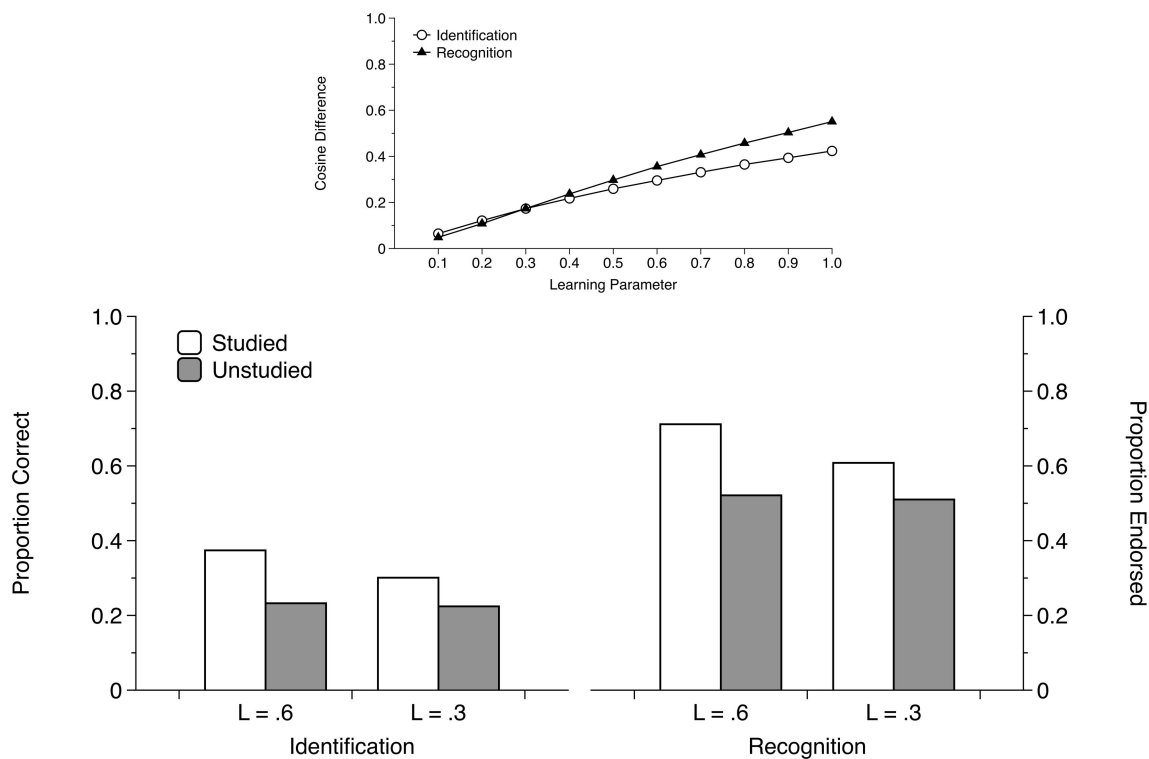 1.0
Identification
Recognition
0.8
0.6
Cosine Difference
0.4
0.2
0
0.1 0.2 0.3 0.4 0.5 0.6 0.7 0.8 0.9 1.0
Learning Parameter
1.0
Studied
Unstudied
0.8
0.6
Proportion Correct
0.4
0.2
0
L = .6 L = .3
Identification
1.0
0.8
0.6
Proportion Endorsed
0.4
0.2
0
L = .6 L = .3
Recognition